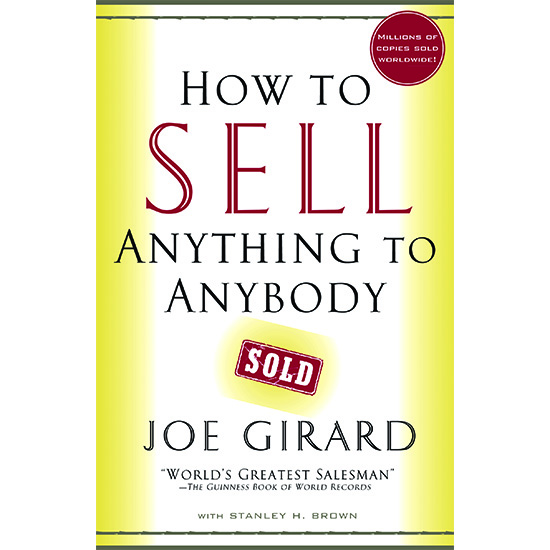 MILLIONS OF
COPIES SOLD
WORLDWIDE!
HOW TO
SELL
ANYTHING TO
ANYBODY
SOLD
JOE GIRARD
“WORLD’S GREATEST SALESMAN”
—THE GUINNESS BOOK OF WORLD RECORDS
WITH STANLEY H. BROWN